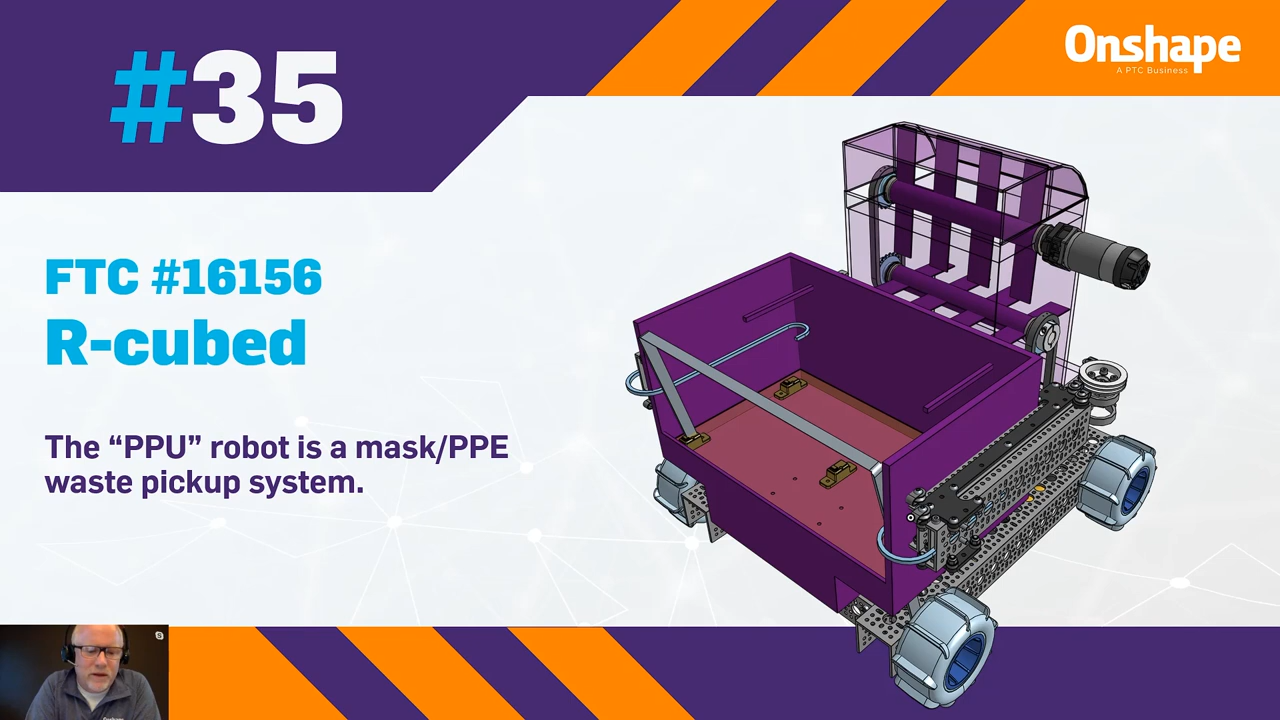 #35
Onshape
A PTC Business
FTC #16156
R-cubed
The “PPU” robot is a mask/PPE
waste pickup system.